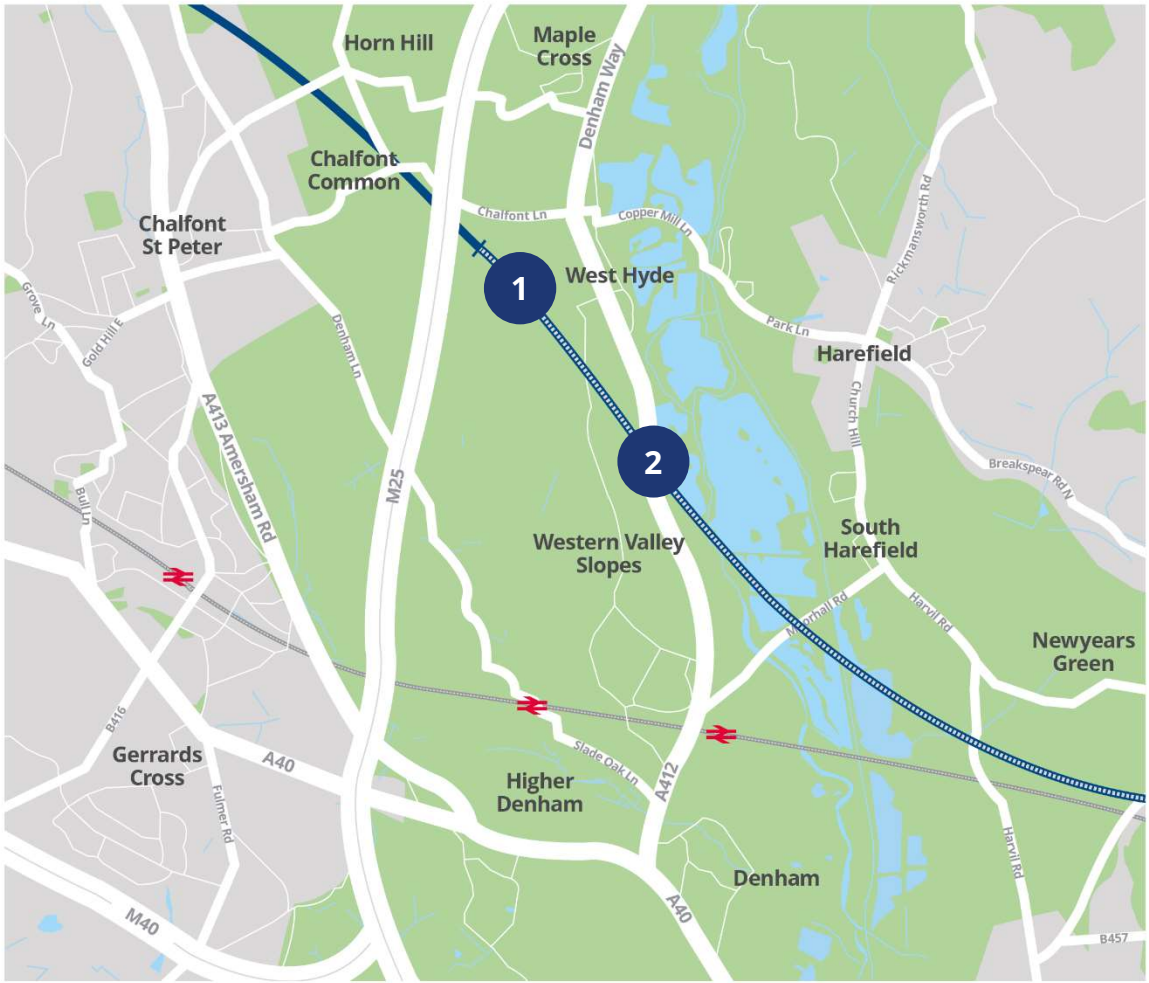 Horn Hill
Maple
Cross
Denham Way
Chalfont
Common
Chalfont Ln
Copper Mill Ln
Rickmansworth Rd
Chalfont
St Peter
West Hyde
1
Grove Ln
Gold Hill E
Denham Ln
Park Ln
Harefield
Church Hill
A413 Amersham Rd
M25
2
Breakspear Rd N
Bull Ln
Western Valley
Slopes
South
Harefield
Moorhall Rd
Harvil Rd
Newyears
Green
B416
Gerrards
Cross
A40
Slade Oak Ln
A412
Higher
Denham
Fulmer Rd
Harvil Rd
Denham
A40
M40
B457